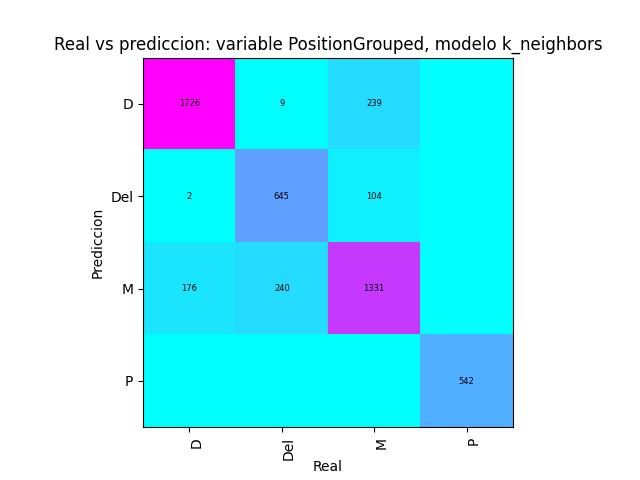 Real vs prediccion: variable PositionGrouped, modelo k_neighbors
D 1726 9 239
Del 2 645 104
M 176 240 1331
P 542
Prediccion
D Del M P
Real